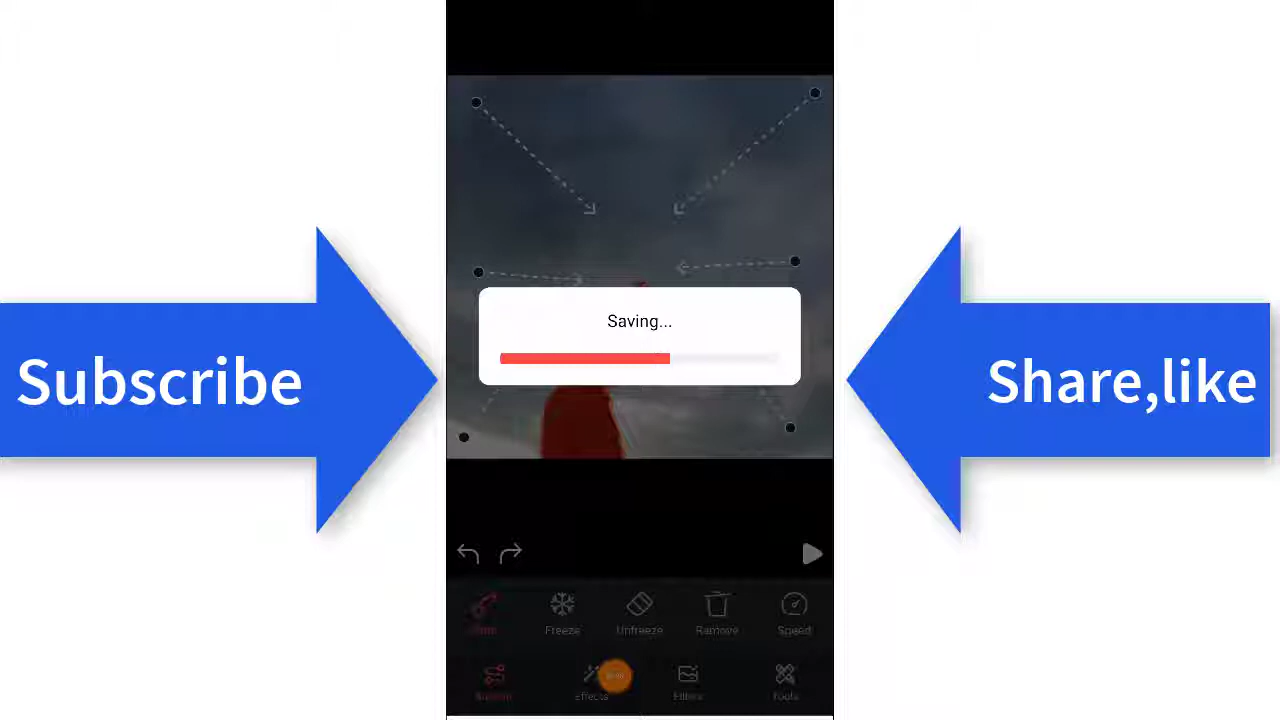 Saving...
Subscribe
Share,like
Freeze
Unfreeze
Remove
Speed
Effects
Filters
Tools